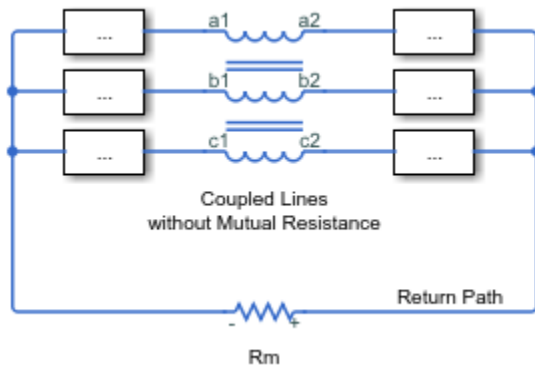 ... a1 a2 ...
... b1 b2 ...
... c1 c2 ...
Coupled Lines
without Mutual Resistance
Return Path
- +
Rm